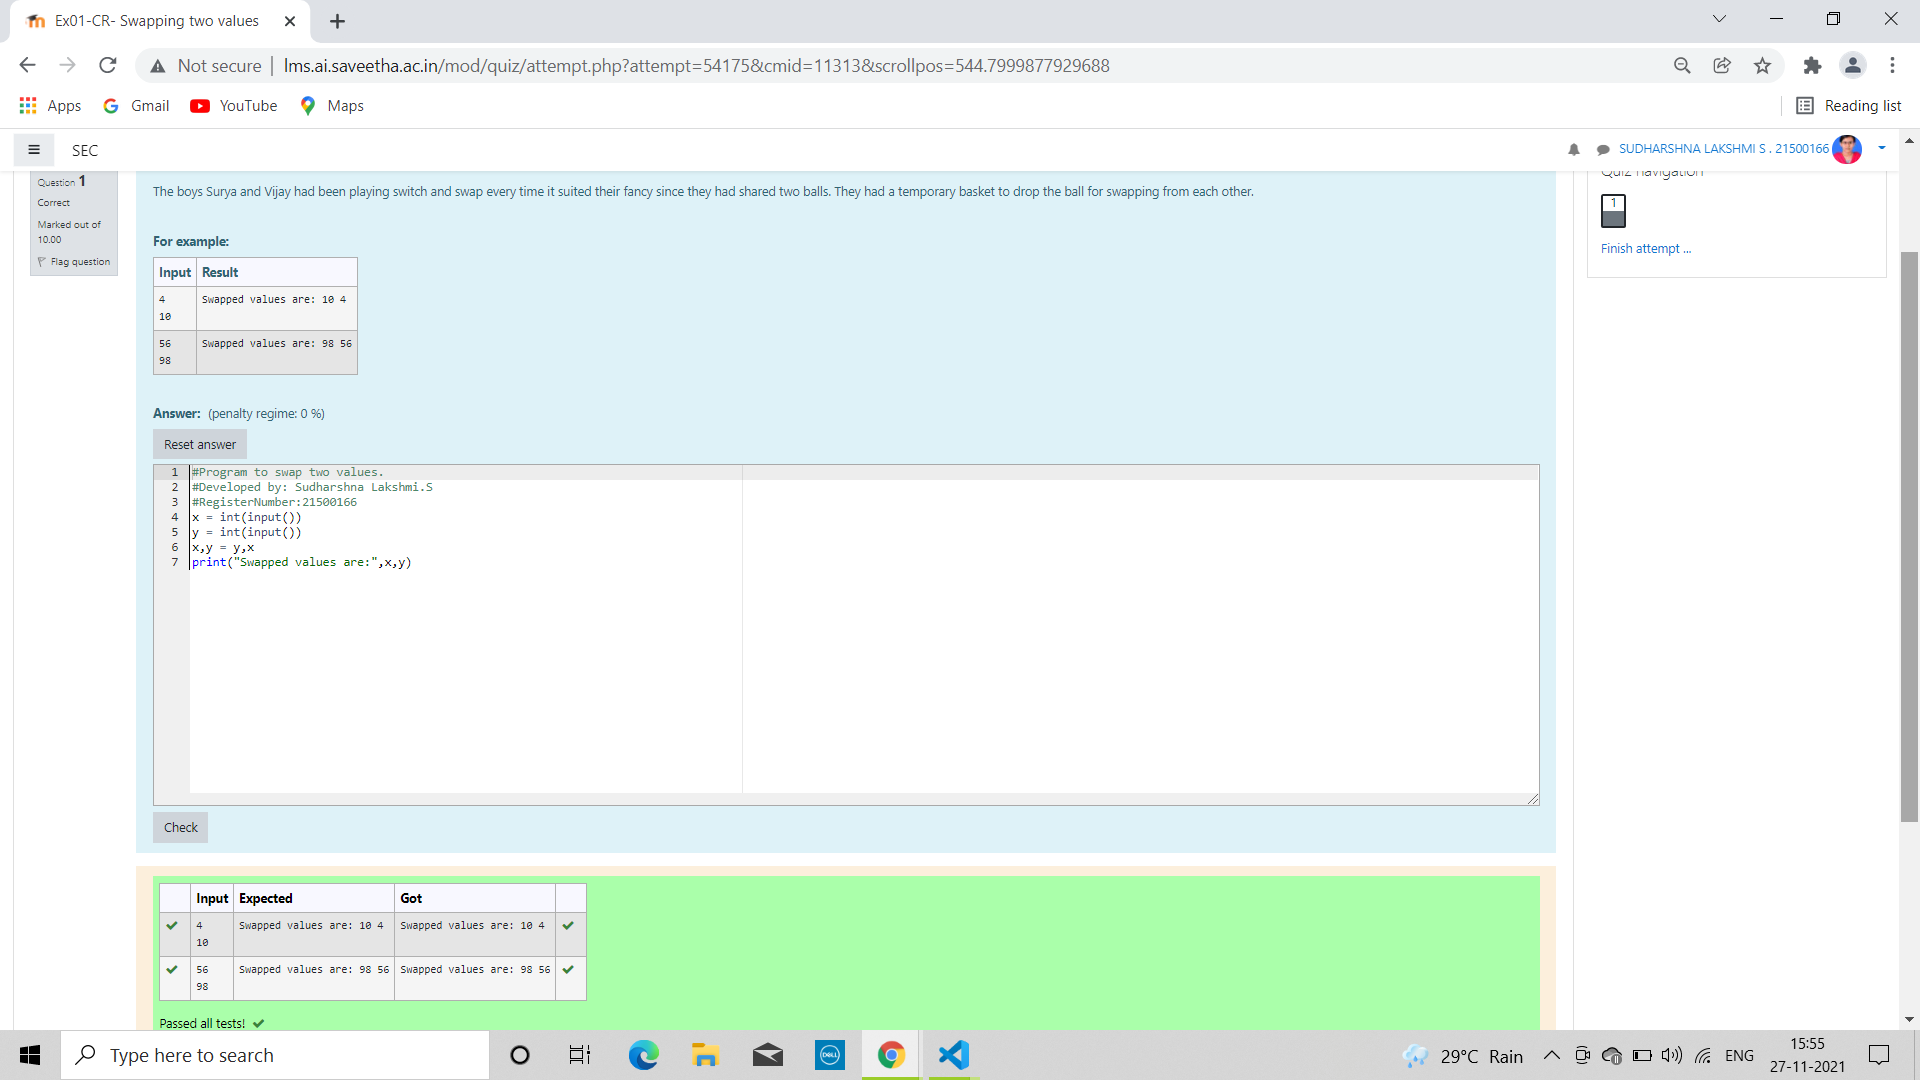 Ex01-CR- Swapping two values
Not secure | lms.ai.saveetha.ac.in/mod/quiz/attempt.php?attempt=54175&cmid=11313&scrollpos=544.7999877929688
Apps Gmail YouTube Maps Reading list
SEC SUDHARSHNA LAKSHMI S . 21500166
Question 1
Correct
Marked out of
10.00
Flag question
The boys Surya and Vijay had been playing switch and swap every time it suited their fancy since they had shared two balls. They had a temporary basket to drop the ball for swapping from each other.
For example:
Input Result
4 Swapped values are: 10 4
10
56 Swapped values are: 98 56
98
Answer: (penalty regime: 0 %)
Reset answer
1 #Program to swap two values.
2 #Developed by: Sudharshna Lakshmi.S
3 #RegisterNumber:21500166
4 x = int(input())
5 y = int(input())
6 x,y = y,x
7 print("Swapped values are:",x,y)
Check
Input Expected Got
4 Swapped values are: 10 4 Swapped values are: 10 4
10
56 Swapped values are: 98 56 Swapped values are: 98 56
98
Passed all tests!
Quiz navigation
1
Finish attempt ...
Type here to search
DELL
29°C Rain
ENG
15:55
27-11-2021